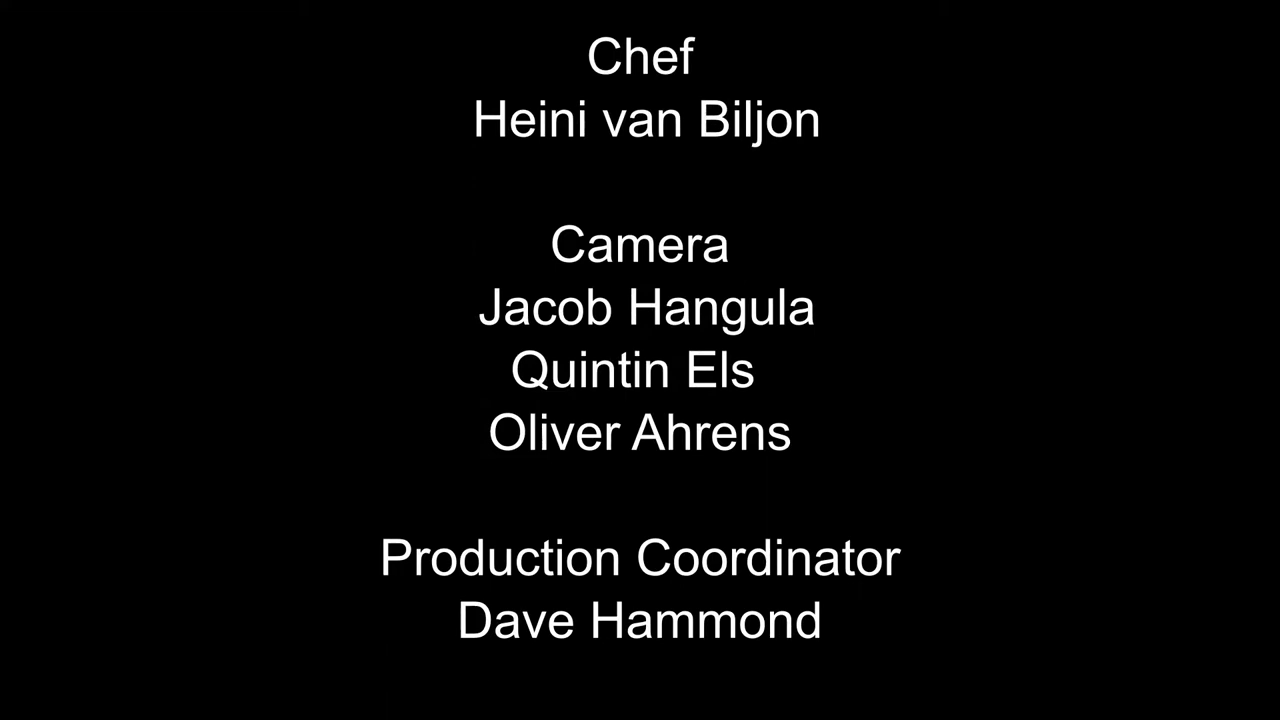 Chef
Heini van Biljon
Camera
Jacob Hangula
Quintin Els
Oliver Ahrens
Production Coordinator
Dave Hammond